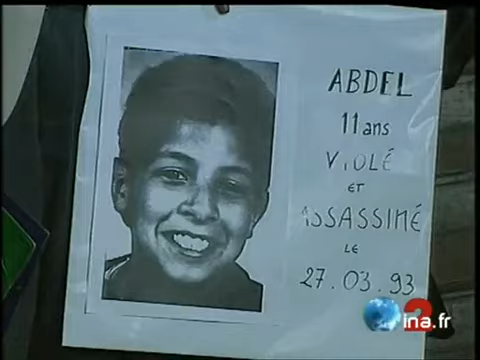 ABDEL
11 ans
VIOLÉ
ET
ASSASSINÉ
LE
27.03.93
2
ina.fr